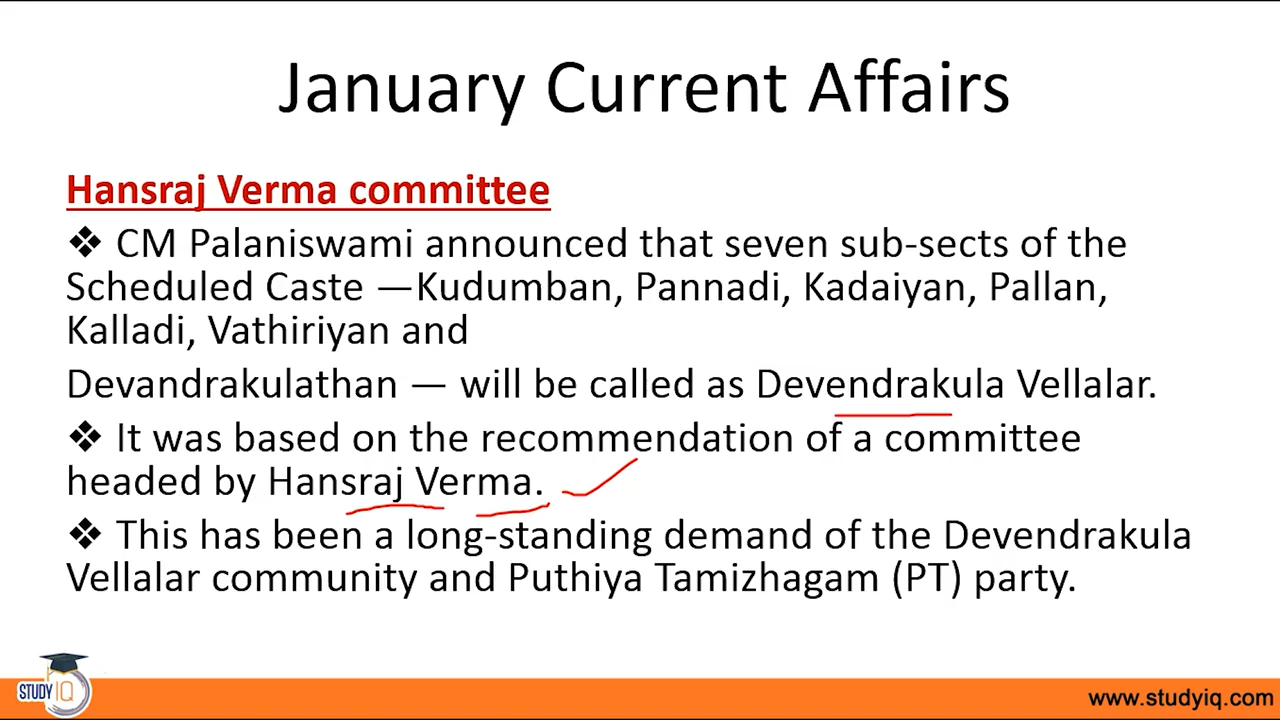 January Current Affairs
Hansraj Verma committee
❖ CM Palaniswami announced that seven sub-sects of the
Scheduled Caste —Kudumban, Pannadi, Kadaiyan, Pallan,
Kalladi, Vathiriyan and
Devandrakulathan — will be called as Devendrakula Vellalar.
❖ It was based on the recommendation of a committee
headed by Hansraj Verma.
❖ This has been a long-standing demand of the Devendrakula
Vellalar community and Puthiya Tamizhagam (PT) party.
STUDY IQ
www.studyiq.com